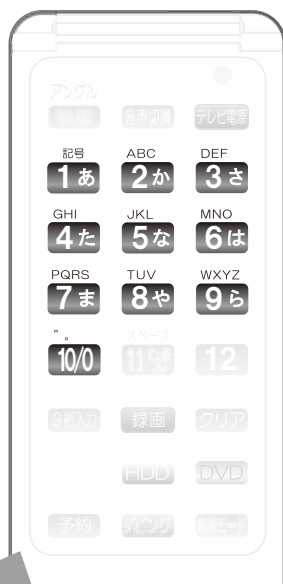 アングル
音声切換 テレビ電源
記号 ABC DEF
1あ 2か 3さ
GHI JKL MNO
4た 5な 6は
PQRS TUV WXYZ
7ま 8や 9ら
"。 スペース
10/0 12
録画 クリア
HDD DVD
予約